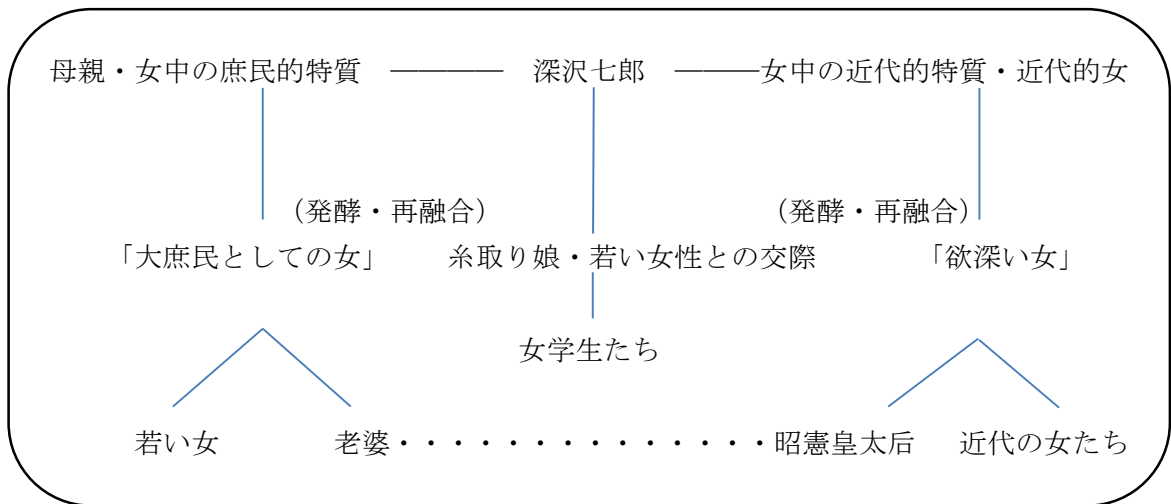 母親・女中の庶民的特質 ———— 深沢七郎 ———女中の近代的特質・近代的女
（発酵・再融合） （発酵・再融合）
「大庶民としての女」 糸取り娘・若い女性との交際 「欲深い女」
女学生たち
若い女 老婆・・・・・・・・・・・・・・昭憲皇太后 近代の女たち